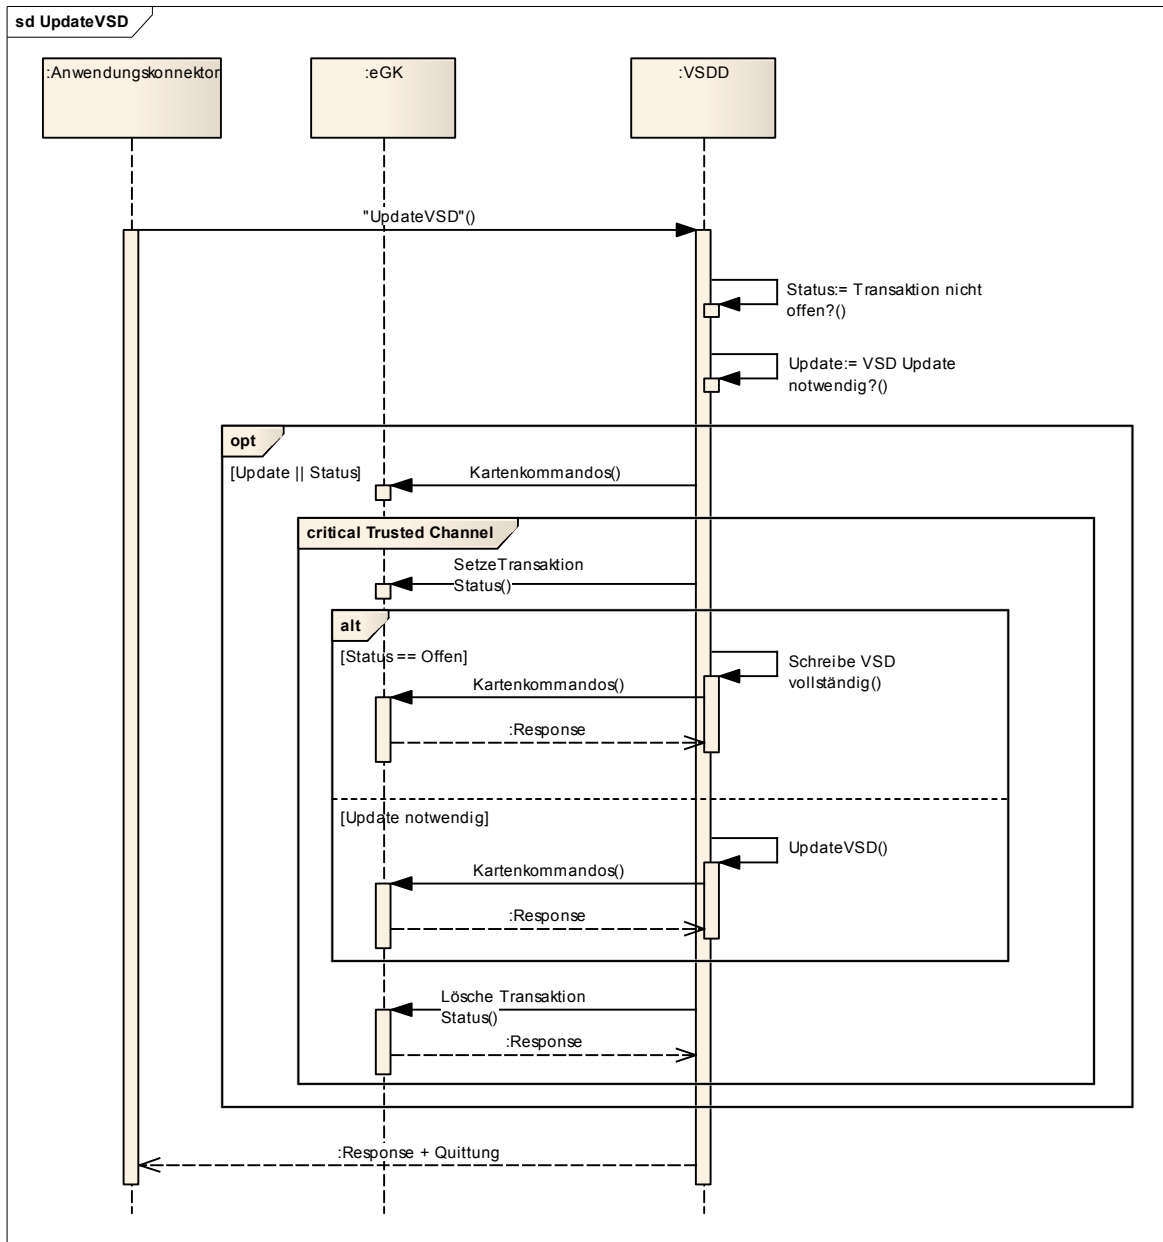 sd UpdateVSD
:Anwendungskonnektor
:eGK
:VSDD
"UpdateVSD"()
Status:= Transaktion nicht
offen?()
Update:= VSD Update
notwendig?()
opt
[Update || Status]
Kartenkommandos()
critical Trusted Channel
SetzeTransaktion
Status()
alt
[Status == Offen]
Schreibe VSD
vollständig()
Kartenkommandos()
:Response
[Update notwendig]
UpdateVSD()
Kartenkommandos()
:Response
Lösche Transaktion
Status()
:Response
:Response + Quittung